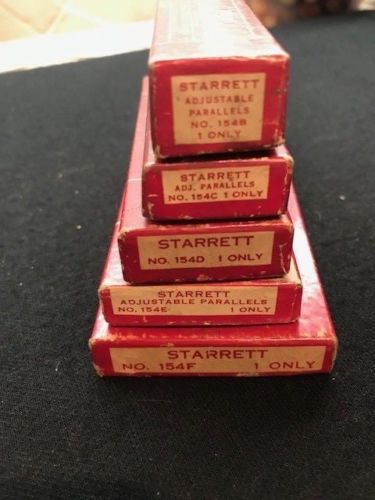 STARRETT
ADJUSTABLE
PARALLELS
NO. 154B
1 ONLY
STARRETT
ADJ. PARALLELS
NO. 154C 1 ONLY
STARRETT
NO. 154D 1 ONLY
STARRETT
ADJUSTABLE PARALLELS
NO. 154E 1 ONLY
STARRETT
NO. 154F 1 ONLY